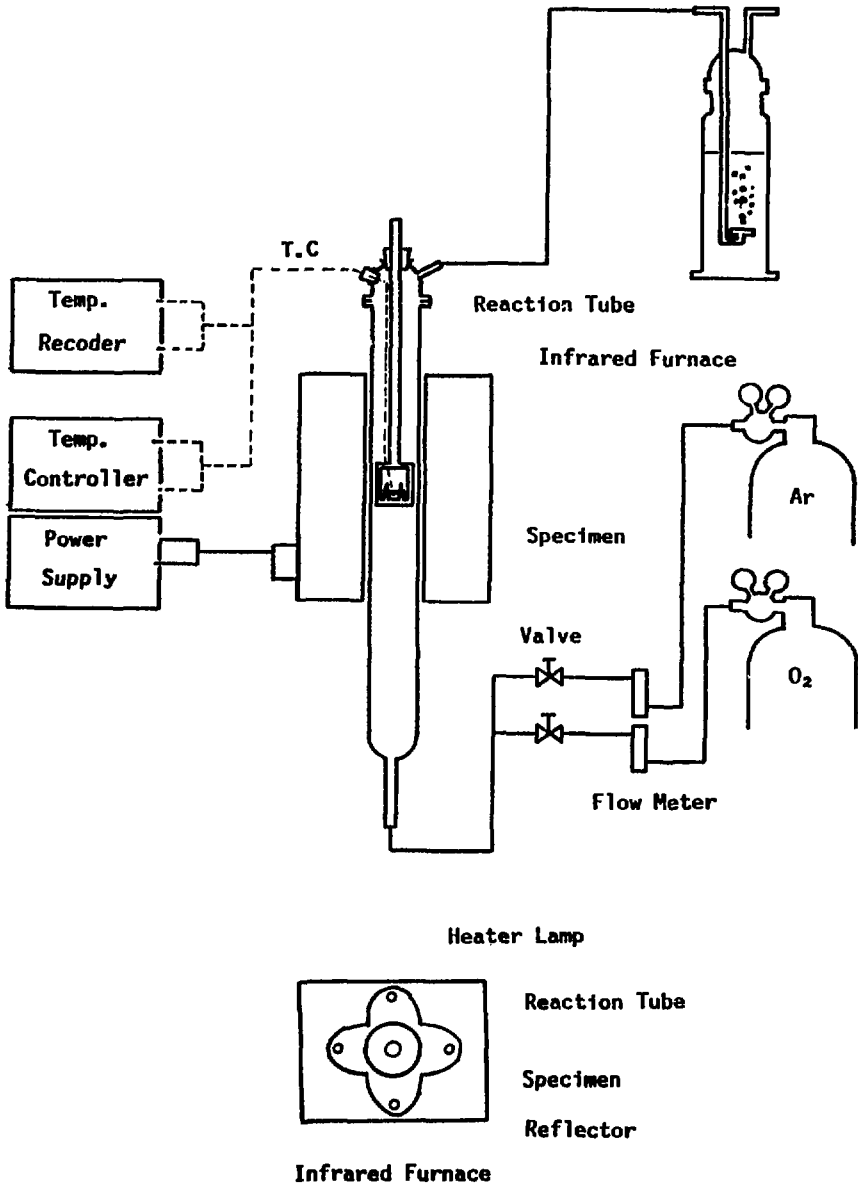 T.C
Temp.
Recoder
Reaction Tube
Infrared Furnace
Temp.
Controller
Ar
Specimen
Power
Supply
Valve
O₂
Flow Meter
Heater Lamp
Reaction Tube
Specimen
Reflector
Infrared Furnace